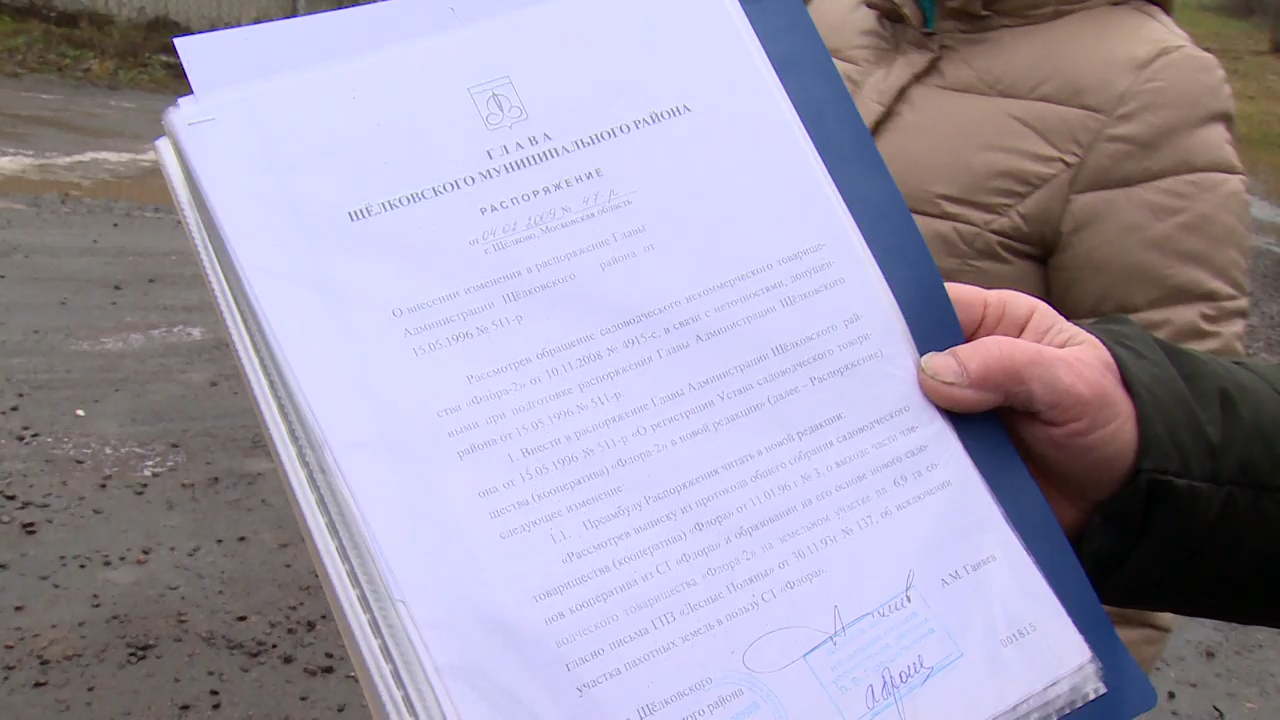 ГЛАВА
ЩЁЛКОВСКОГО МУНИЦИПАЛЬНОГО РАЙОНА
РАСПОРЯЖЕНИЕ
от 04.02.2009 № 47-р
г. Щёлково, Московская область
О внесении изменения в распоряжение Главы
Администрации Щёлковского района от
15.05.1996 № 511-р
Рассмотрев обращение садоводческого некоммерческого товарище-
ства «Флора-2» от 10.11.2008 № 4915-с, в связи с неточностями, допущен-
ными при подготовке распоряжения Главы Администрации Щёлковского
района от 15.05.1996 № 511-р:
1. Внести в распоряжение Главы Администрации Щёлковского рай-
она от 15.05.1996 № 511-р «О регистрации Устава садоводческого товари-
щества (кооператива) «Флора-2» в новой редакции» (далее – Распоряжение)
следующее изменение:
1.1. Преамбулу Распоряжения читать в новой редакции:
«Рассмотрев выписку из протокола общего собрания садоводческого
товарищества (кооператива) «Флора» от 11.01.96 г № 3, о выходе части чле-
нов кооператива из СТ «Флора» и образовании на его основе нового садо-
водческого товарищества «Флора-2» на земельном участке пл. 6,9 га со-
гласно письма ГПЗ «Лесные Поляны» от 30.11.93г. № 137, об исключении
участка пахотных земель в пользу СТ «Флора».
Щёлковского
района
А.М. Ганяев
001815